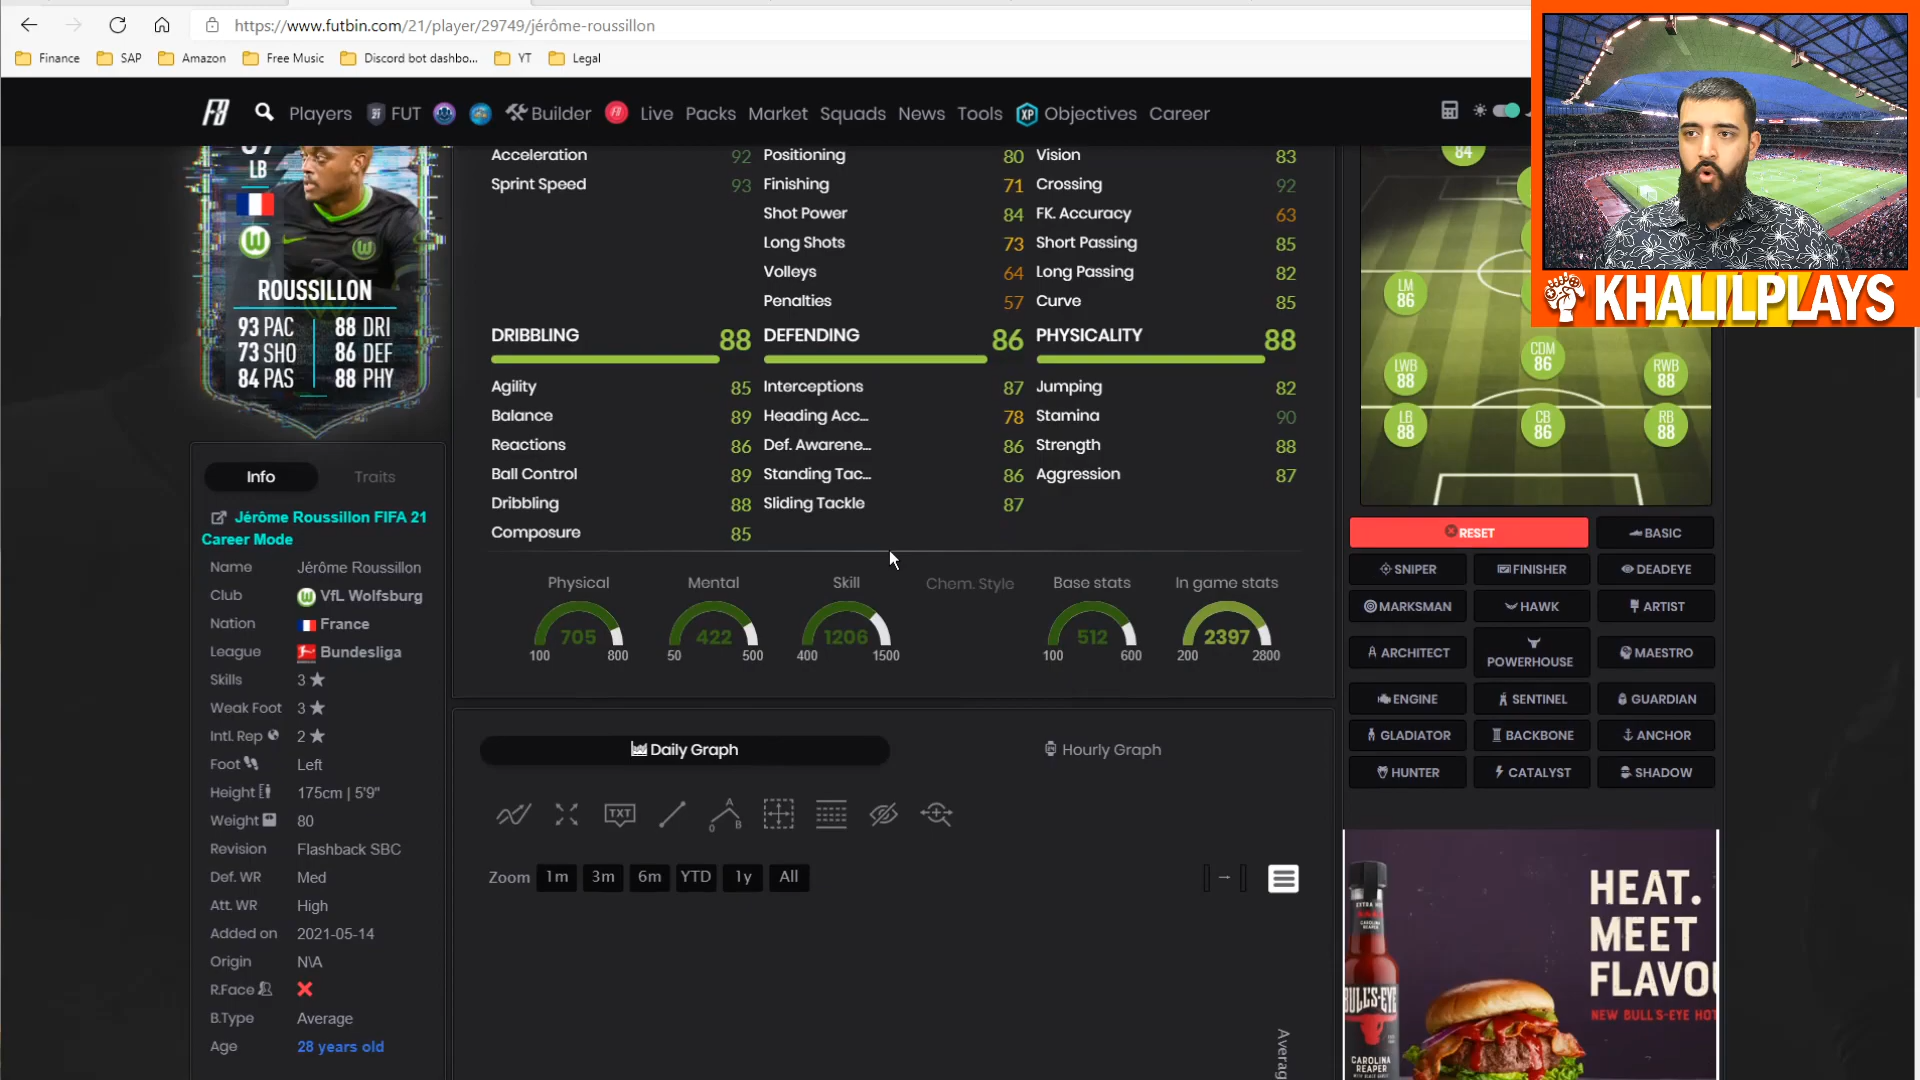 https://www.futbin.com/21/player/29749/jérôme-roussillon
Finance SAP Amazon Free Music Discord bot dashbo... YT Legal
Players FUT Builder Live Packs Market Squads News Tools XP Objectives Career
LB
ROUSSILLON
93 PAC 88 DRI
73 SHO 86 DEF
84 PAS 88 PHY
Acceleration 92
Sprint Speed 93
Positioning 80
Finishing 71
Shot Power 84
Long Shots 73
Volleys 64
Penalties 57
Vision 83
Crossing 92
FK. Accuracy 63
Short Passing 85
Long Passing 82
Curve 85
DRIBBLING 88
Agility 85
Balance 89
Reactions 86
Ball Control 89
Dribbling 88
Composure 85
DEFENDING 86
Interceptions 87
Heading Acc... 78
Def. Awarene... 86
Standing Tac... 86
Sliding Tackle 87
PHYSICALITY 88
Jumping 82
Stamina 90
Strength 88
Aggression 87
Physical Mental Skill Chem. Style Base stats In game stats
705 422 1206 512 2397
100 800 50 500 400 1500 100 600 200 2800
Info Traits
Jérôme Roussillon FIFA 21
Career Mode
Name Jérôme Roussillon
Club VfL Wolfsburg
Nation France
League Bundesliga
Skills 3
Weak Foot 3
Intl. Rep 2
Foot Left
Height 175cm | 5'9"
Weight 80
Revision Flashback SBC
Def. WR Med
Att. WR High
Added on 2021-05-14
Origin N\A
R.Face
B.Type Average
Age 28 years old
Daily Graph Hourly Graph
TXT
A
0 B
Zoom 1m 3m 6m YTD 1y All
Averag
KHALILPLAYS
84
LM
86
CDM
86
LWB
88
RWB
88
LB
88
CB
86
RB
88
RESET BASIC
SNIPER FINISHER DEADEYE
MARKSMAN HAWK ARTIST
ARCHITECT POWERHOUSE MAESTRO
ENGINE SENTINEL GUARDIAN
GLADIATOR BACKBONE ANCHOR
HUNTER CATALYST SHADOW
HEAT.
MEET
FLAVOU
NEW BULL'S-EYE HOT
BULL'S-EYE
CAROLINA
REAPER